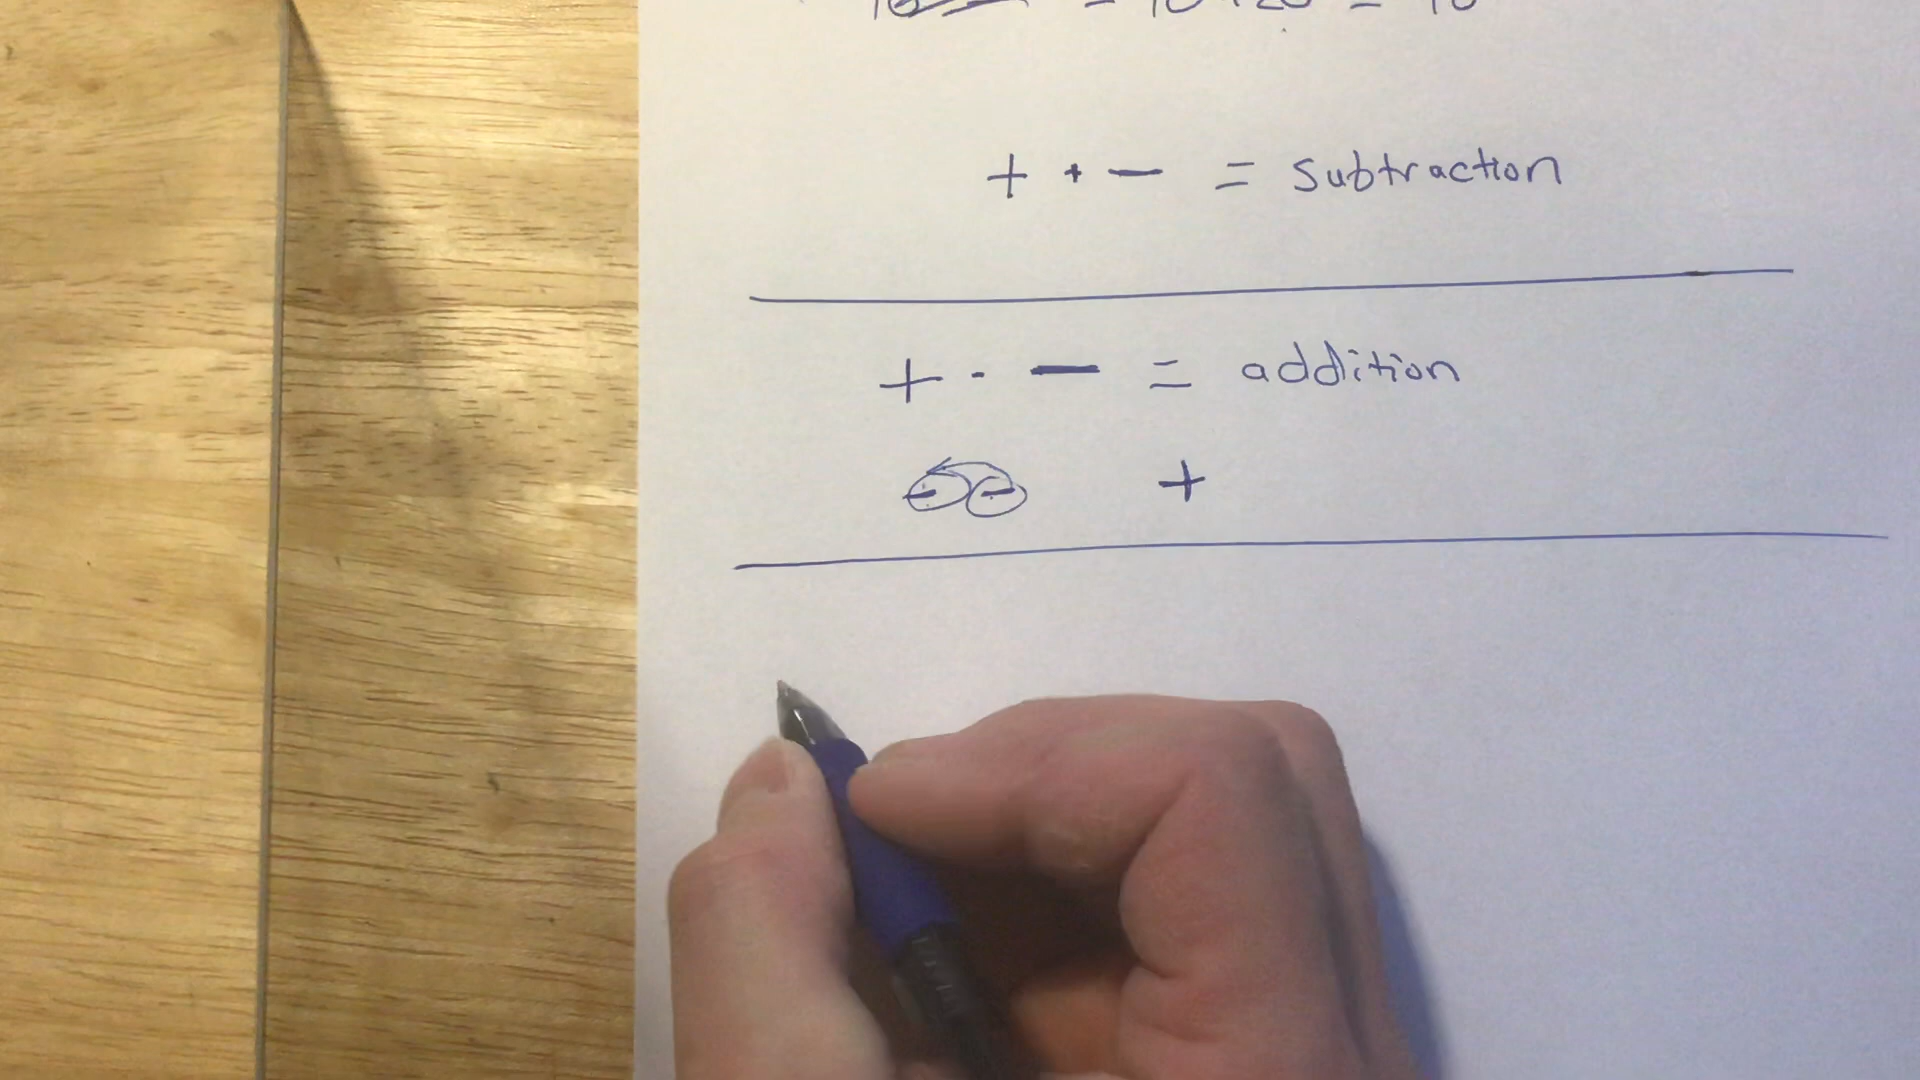 + + − = subtraction
+ - − = addition
- - +